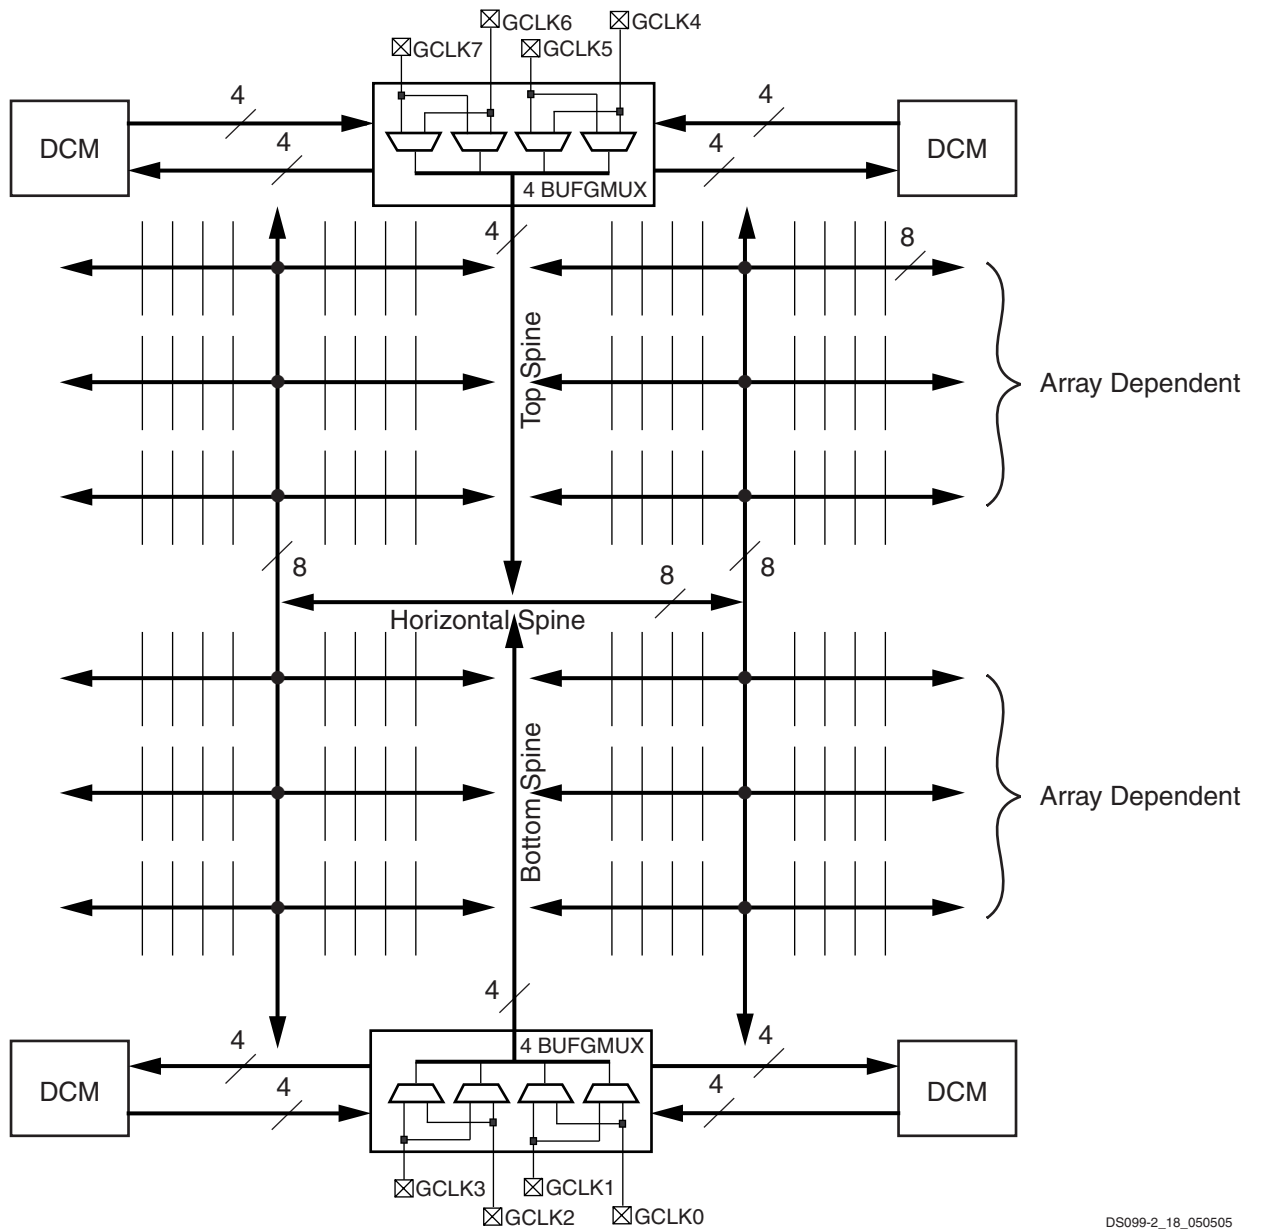 GCLK6
GCLK4
GCLK7
GCLK5
4
4
DCM
DCM
4
4
4 BUFGMUX
4
8
Top Spine
Array Dependent
8
8
8
Horizontal Spine
Bottom Spine
Array Dependent
4
4
4 BUFGMUX
4
DCM
DCM
4
4
GCLK3
GCLK1
GCLK2
GCLK0
DS099-2_18_050505